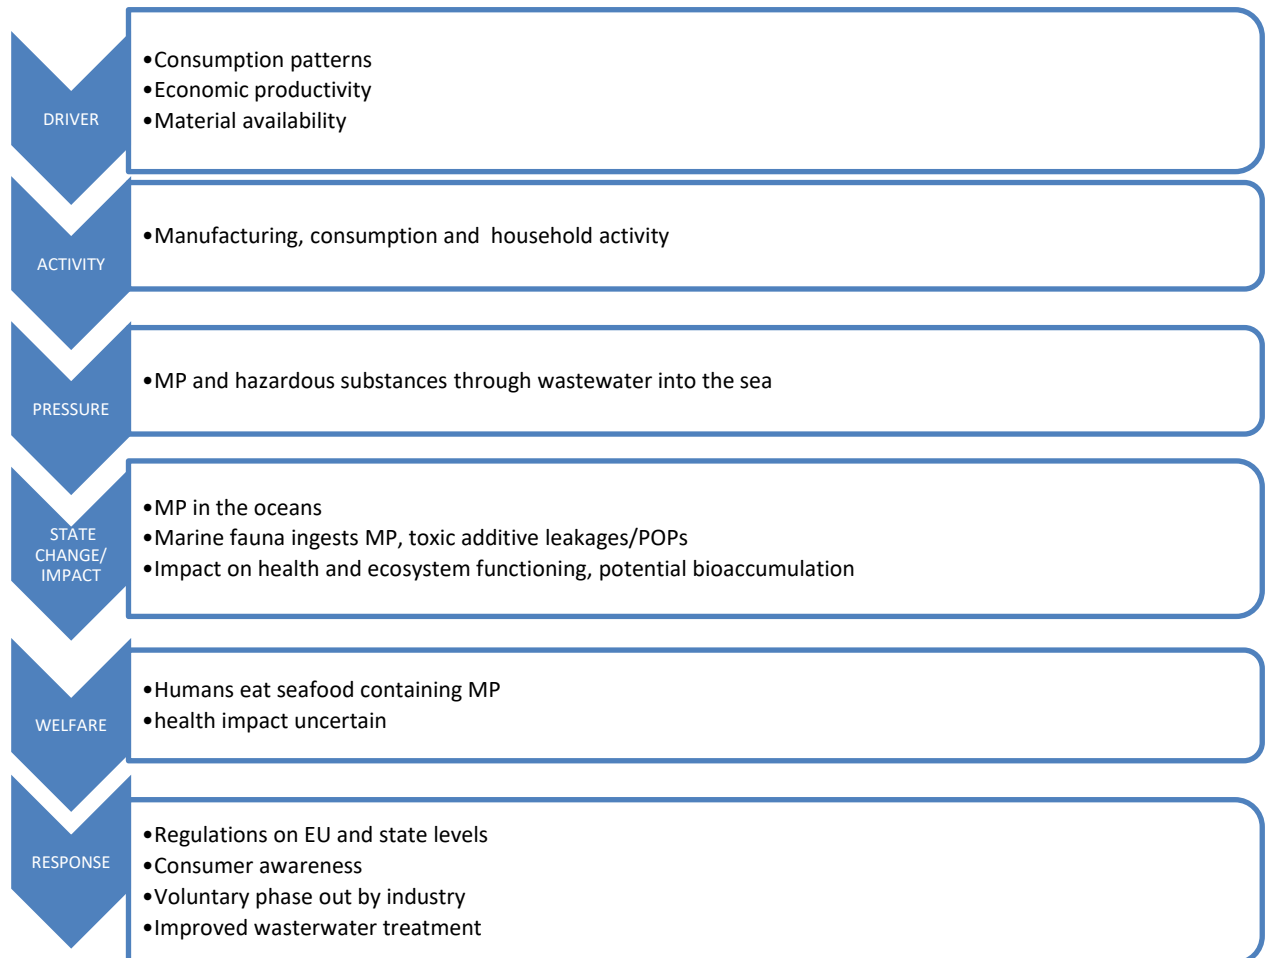 DRIVER
•Consumption patterns
•Economic productivity
•Material availability
ACTIVITY
•Manufacturing, consumption and  household activity
PRESSURE
•MP and hazardous substances through wastewater into the sea
STATE
CHANGE/
IMPACT
•MP in the oceans
•Marine fauna ingests MP, toxic additive leakages/POPs
•Impact on health and ecosystem functioning, potential bioaccumulation
WELFARE
•Humans eat seafood containing MP
•health impact uncertain
RESPONSE
•Regulations on EU and state levels
•Consumer awareness
•Voluntary phase out by industry
•Improved wasterwater treatment